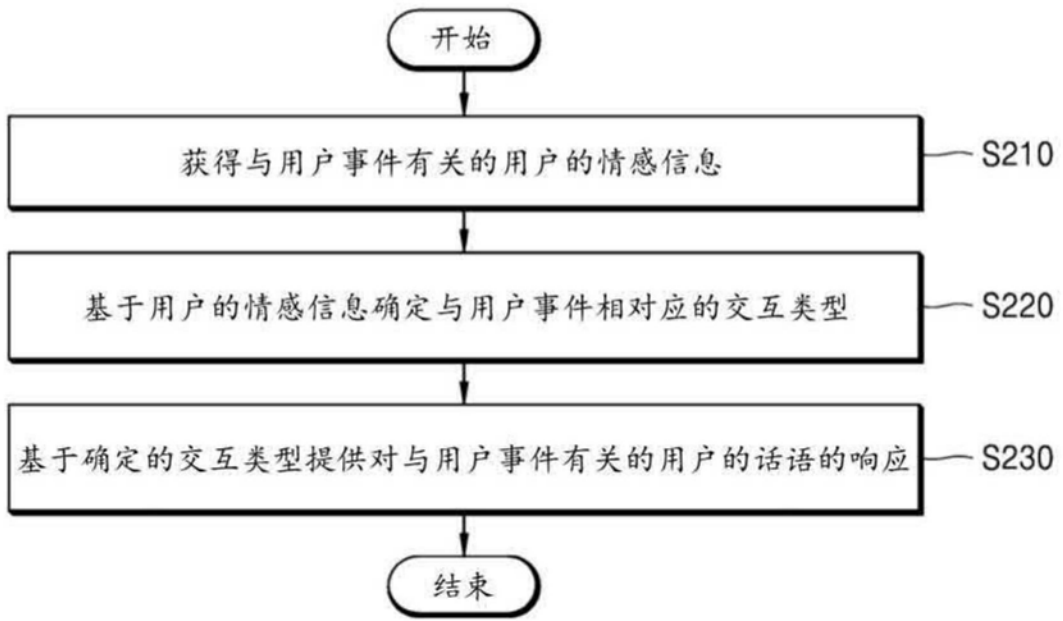 开始
获得与用户事件有关的用户的情感信息
S210
基于用户的情感信息确定与用户事件相对应的交互类型
S220
基于确定的交互类型提供对与用户事件有关的用户的话语的响应
S230
结束